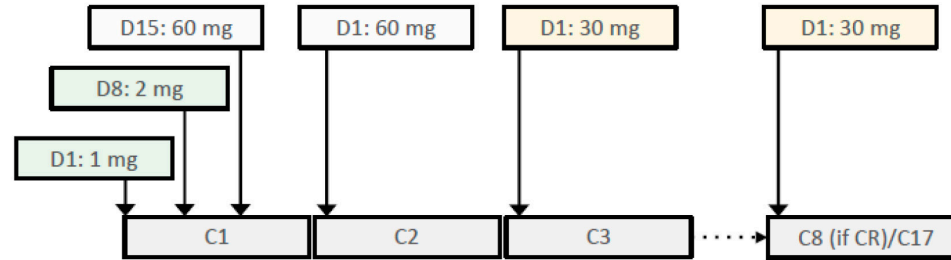 D15: 60 mg
D1: 60 mg
D1: 30 mg
D1: 30 mg
D8: 2 mg
D1: 1 mg
C1
C2
C3
C8 (if CR)/C17